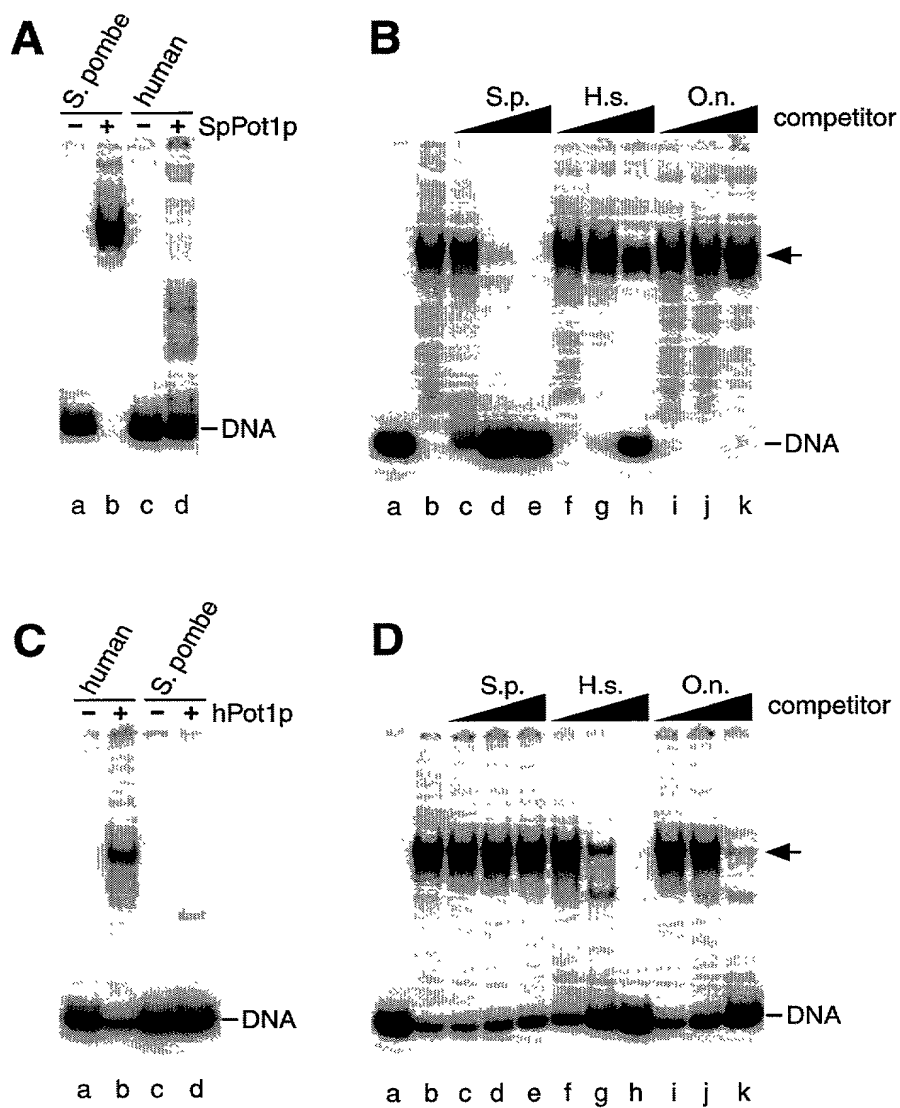 A
S. pombe
human
− + − + SpPot1p
DNA
a b c d
B
S.p. H.s. O.n. competitor
DNA
a b c d e f g h i j k
C
human
S. pombe
− + − + hPot1p
DNA
a b c d
D
S.p. H.s. O.n. competitor
DNA
a b c d e f g h i j k